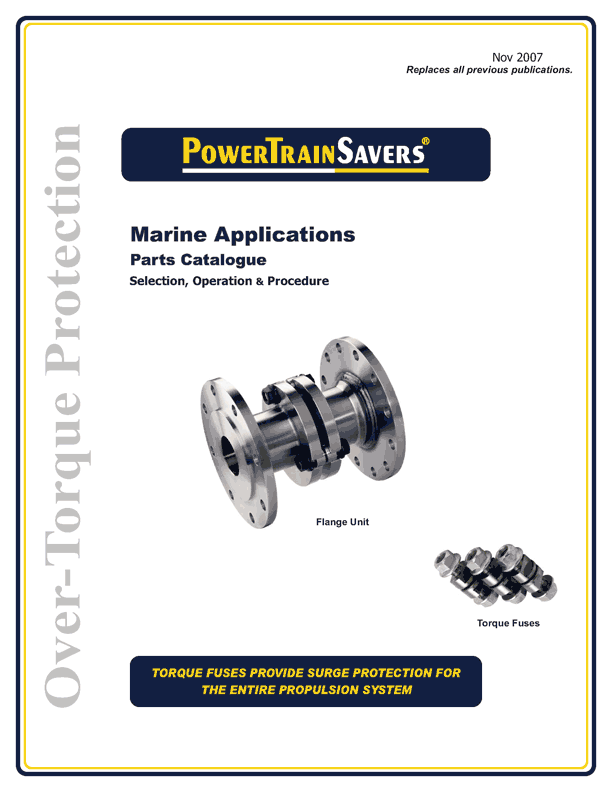 Nov 2007
Replaces all previous publications.
POWERTRAINSAVERS®
Over-Torque Protection
Marine Applications
Parts Catalogue
Selection, Operation & Procedure
Flange Unit
Torque Fuses
TORQUE FUSES PROVIDE SURGE PROTECTION FOR
THE ENTIRE PROPULSION SYSTEM